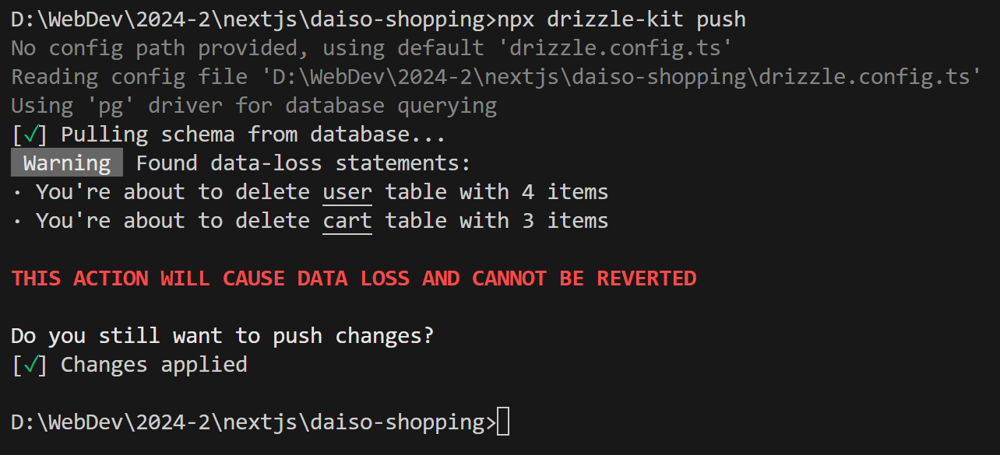 D:\WebDev\2024-2\nextjs\daiso-shopping>npx drizzle-kit push
No config path provided, using default 'drizzle.config.ts'
Reading config file 'D:\WebDev\2024-2\nextjs\daiso-shopping\drizzle.config.ts'
Using 'pg' driver for database querying
[✓] Pulling schema from database...
Warning Found data-loss statements:
· You're about to delete user table with 4 items
· You're about to delete cart table with 3 items
THIS ACTION WILL CAUSE DATA LOSS AND CANNOT BE REVERTED
Do you still want to push changes?
[✓] Changes applied
D:\WebDev\2024-2\nextjs\daiso-shopping>